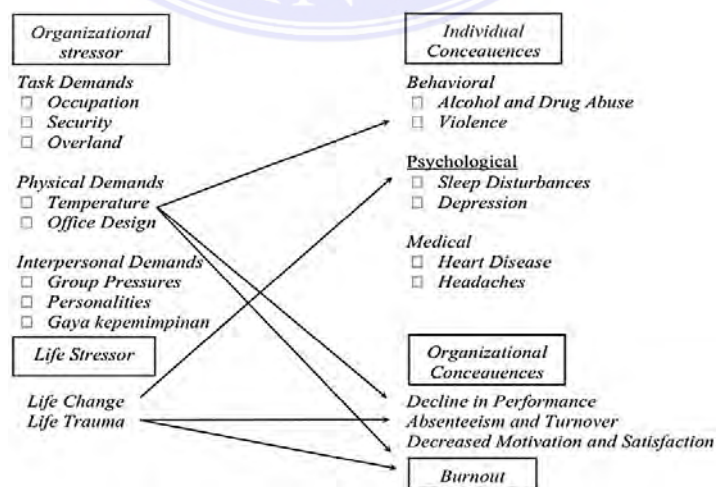 Organizational
stressor
Task Demands
Occupation
Security
Overland
Physical Demands
Temperature
Office Design
Interpersonal Demands
Group Pressures
Personalities
Gaya kepemimpinan
Life Stressor
Life Change
Life Trauma
Individual
Conceauences
Behavioral
Alcohol and Drug Abuse
Violence
Psychological
Sleep Disturbances
Depression
Medical
Heart Disease
Headaches
Organizational
Conceauences
Decline in Performance
Absenteeism and Turnover
Decreased Motivation and Satisfaction
Burnout